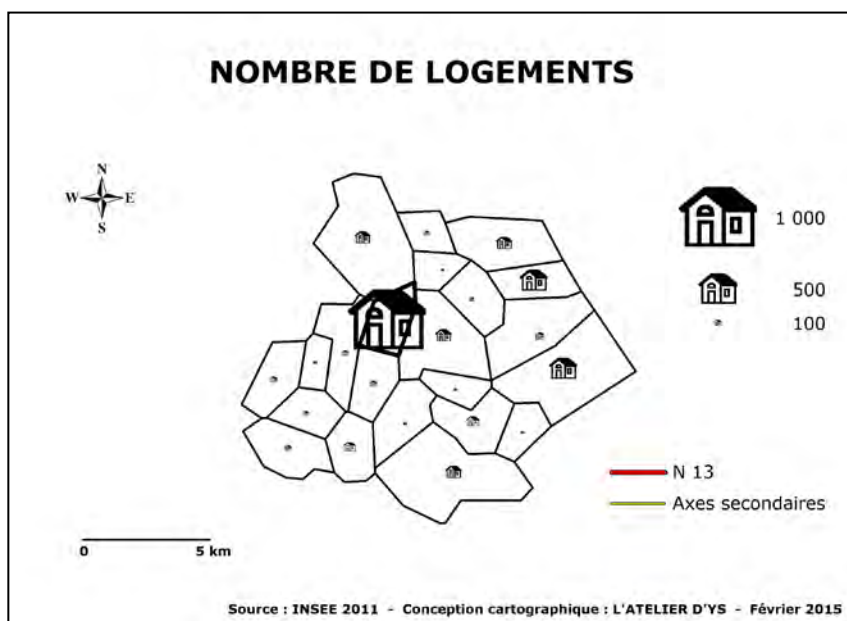 NOMBRE DE LOGEMENTS
N
W E
S
1 000
500
100
N 13
Axes secondaires
0 5 km
Source : INSEE 2011 - Conception cartographique : L'ATELIER D'YS - Février 2015